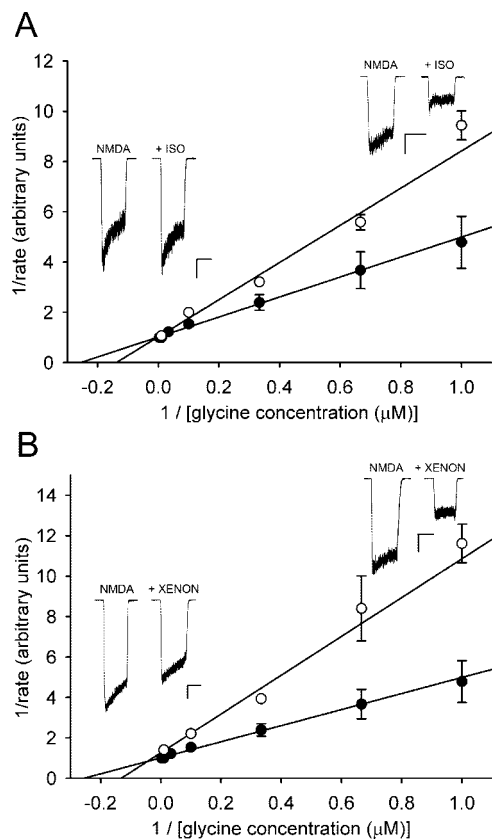 A
12
10
8
6
4
2
0
1/rate (arbitrary units)
NMDA + ISO
NMDA + ISO
-0.2 0.0 0.2 0.4 0.6 0.8 1.0
1 / [glycine concentration (μM)]
B
14
12
10
8
6
4
2
0
1/rate (arbitrary units)
NMDA + XENON
NMDA + XENON
-0.2 0.0 0.2 0.4 0.6 0.8 1.0
1 / [glycine concentration (μM)]